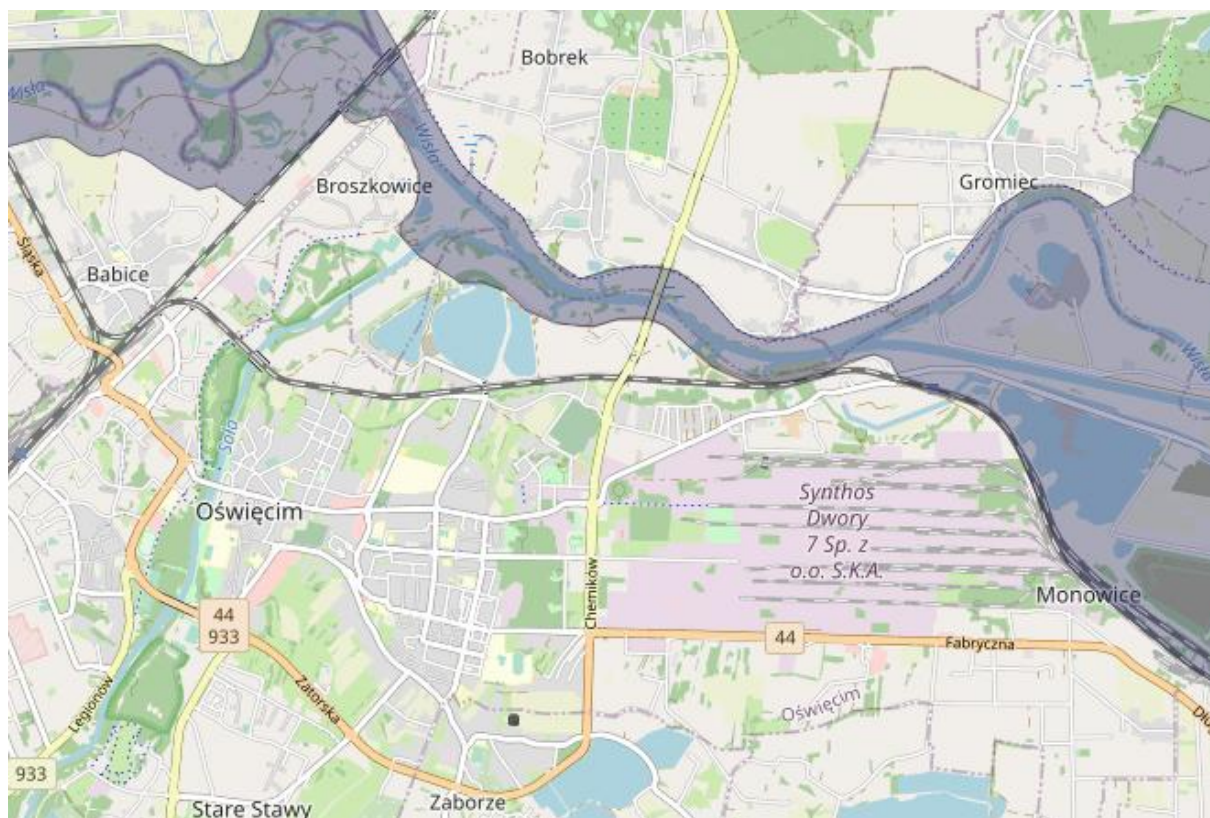 Bobrek
Wisła
Wisła
Broszkowice
Gromiec
Śląska
Babice
Wisła
Soła
Oświęcim
Synthos
Dwory
7 Sp. z
o.o. S.K.A.
Monowice
Chemików
44
933
44
Fabryczna
Zatorska
Legionów
Oświęcim
933
Zaborze
Stare Stawy